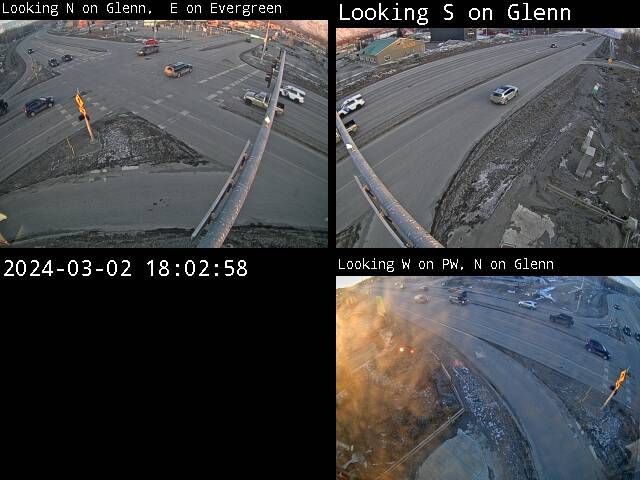 Looking N on Glenn,  E on Evergreen
Looking S on Glenn
2024-03-02 18:02:58
Looking W on PW, N on Glenn